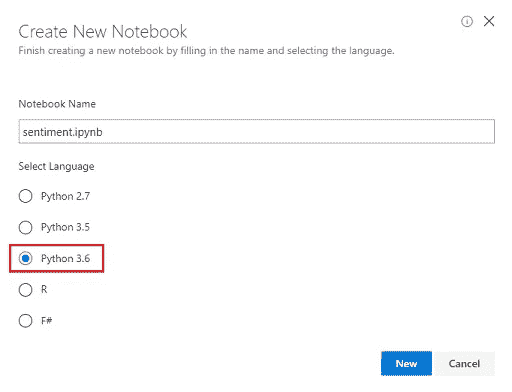 Create New Notebook
Finish creating a new notebook by filling in the name and selecting the language.
Notebook Name
sentiment.ipynb
Select Language
Python 2.7
Python 3.5
Python 3.6
R
F#
New Cancel